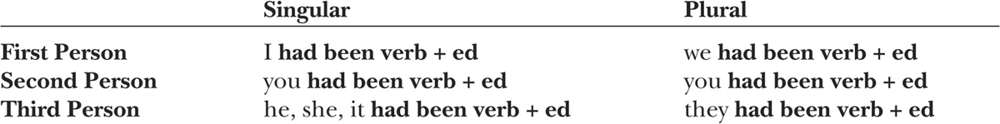 Singular Plural
First Person I had been verb + ed we had been verb + ed
Second Person you had been verb + ed you had been verb + ed
Third Person he, she, it had been verb + ed they had been verb + ed